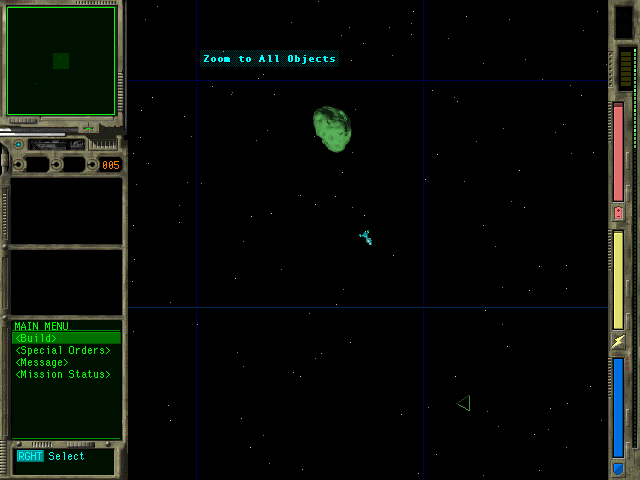 Zoom to All Objects
005
MAIN MENU
<Build>
<Special Orders>
<Message>
<Mission Status>
RGHT Select